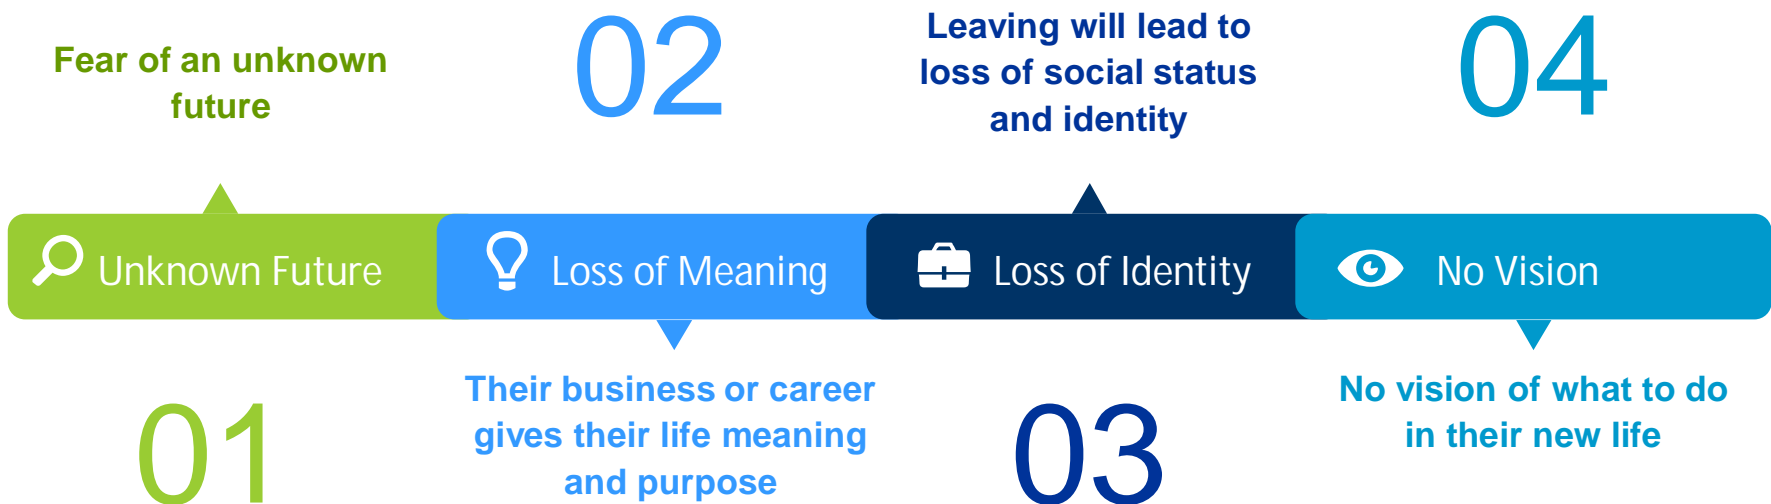 Fear of an unknown
future
02
Leaving will lead to
loss of social status
and identity
04
Unknown Future
Loss of Meaning
Loss of Identity
No Vision
01
Their business or career
gives their life meaning
and purpose
03
No vision of what to do
in their new life